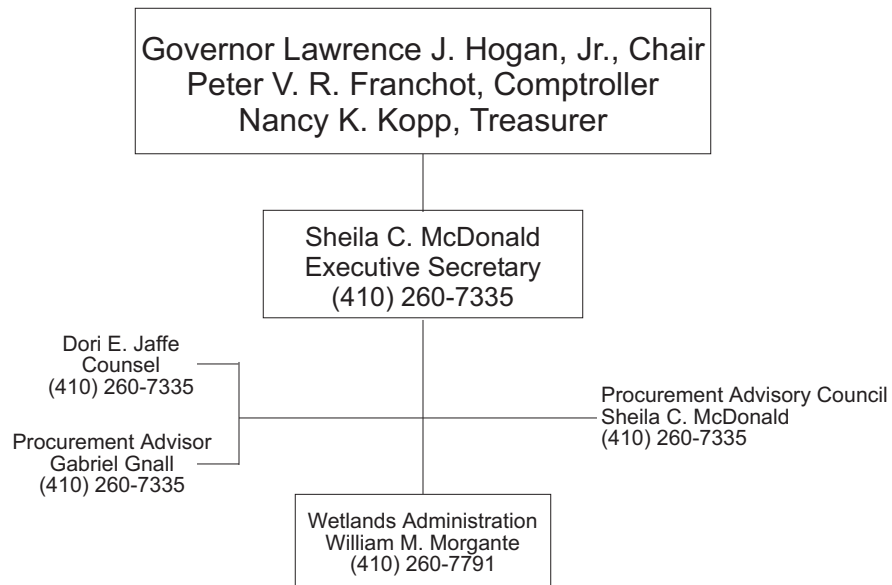 Governor Lawrence J. Hogan, Jr., Chair
Peter V. R. Franchot, Comptroller
Nancy K. Kopp, Treasurer
Sheila C. McDonald
Executive Secretary
(410) 260-7335
Dori E. Jaffe
Counsel
(410) 260-7335
Procurement Advisor
Gabriel Gnall
(410) 260-7335
Procurement Advisory Council
Sheila C. McDonald
(410) 260-7335
Wetlands Administration
William M. Morgante
(410) 260-7791